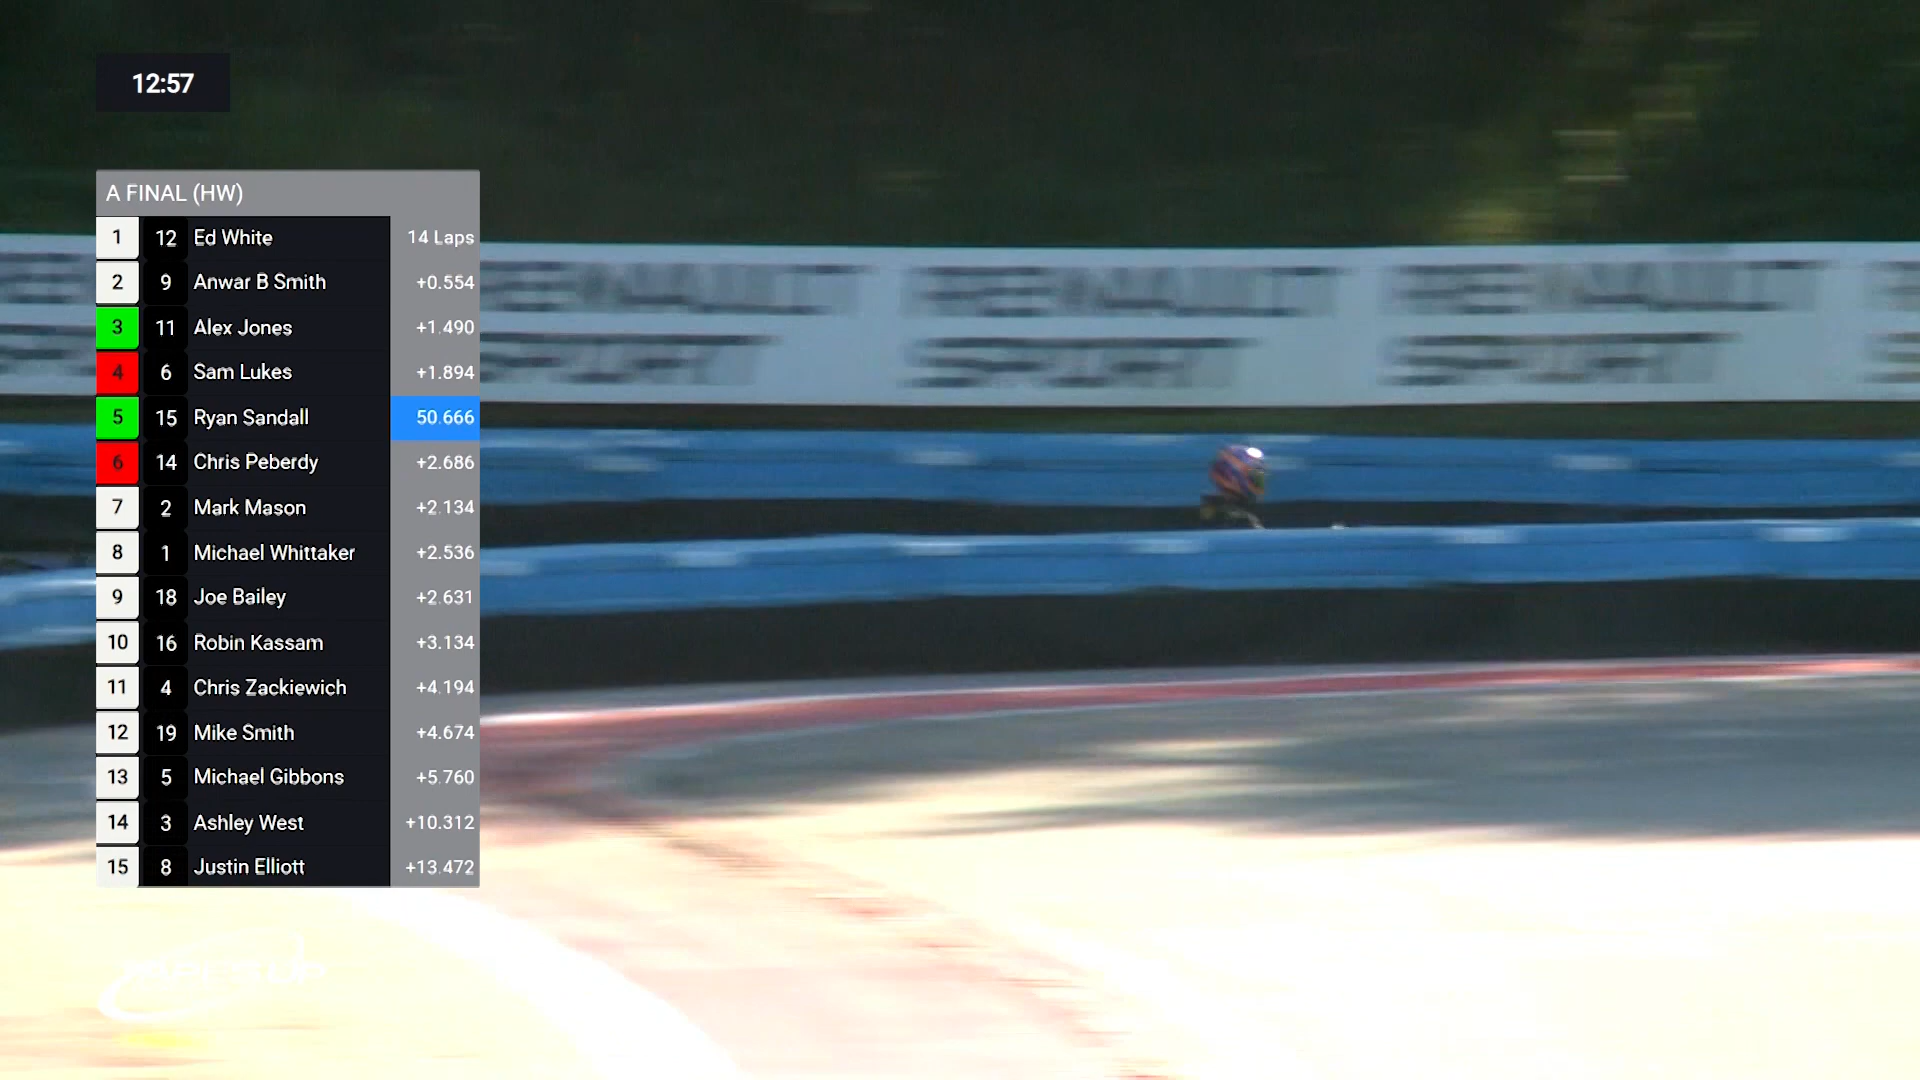 12:57
A FINAL (HW)
1 12 Ed White 14 Laps
2 9 Anwar B Smith +0.554
3 11 Alex Jones +1.490
4 6 Sam Lukes +1.894
5 15 Ryan Sandall 50.666
6 14 Chris Peberdy +2.686
7 2 Mark Mason +2.134
8 1 Michael Whittaker +2.536
9 18 Joe Bailey +2.631
10 16 Robin Kassam +3.134
11 4 Chris Zackiewich +4.194
12 19 Mike Smith +4.674
13 5 Michael Gibbons +5.760
14 3 Ashley West +10.312
15 8 Justin Elliott +13.472
RENAULT RENAULT
SPORT SPORT